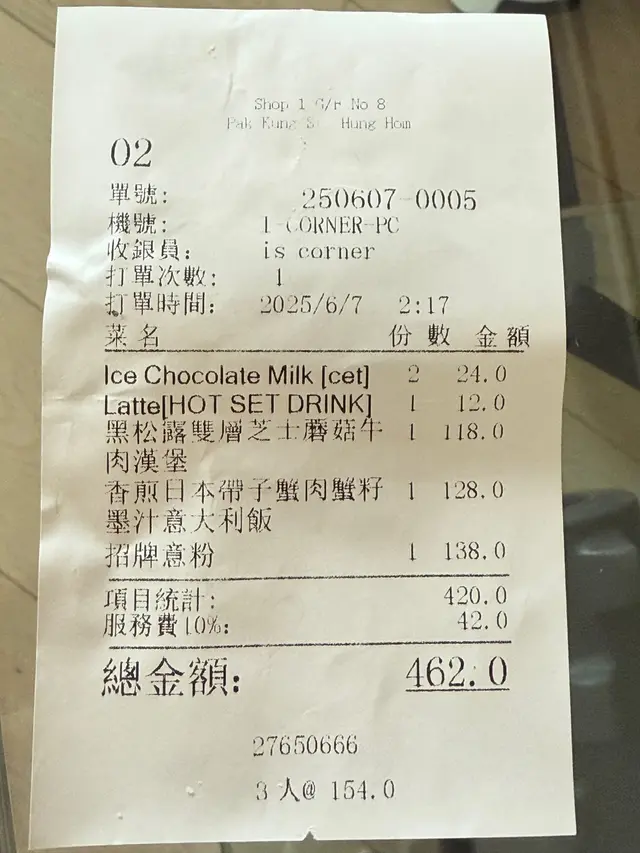 Shop 1 G/F No 8
Pak Kung S Hung Hom
02
單號: 250607-0005
機號: 1-CORNER-PC
收銀員: is corner
打單次數: 1
打單時間: 2025/6/7 2:17
菜名 份數 金額
Ice Chocolate Milk [cet] 2 24.0
Latte[HOT SET DRINK] 1 12.0
黑松露雙層芝士蘑菇牛 1 118.0
肉漢堡
香煎日本帶子蟹肉蟹籽 1 128.0
墨汁意大利飯
招牌意粉 1 138.0
項目統計: 420.0
服務費10%: 42.0
總金額: 462.0
27650666
3 人@ 154.0